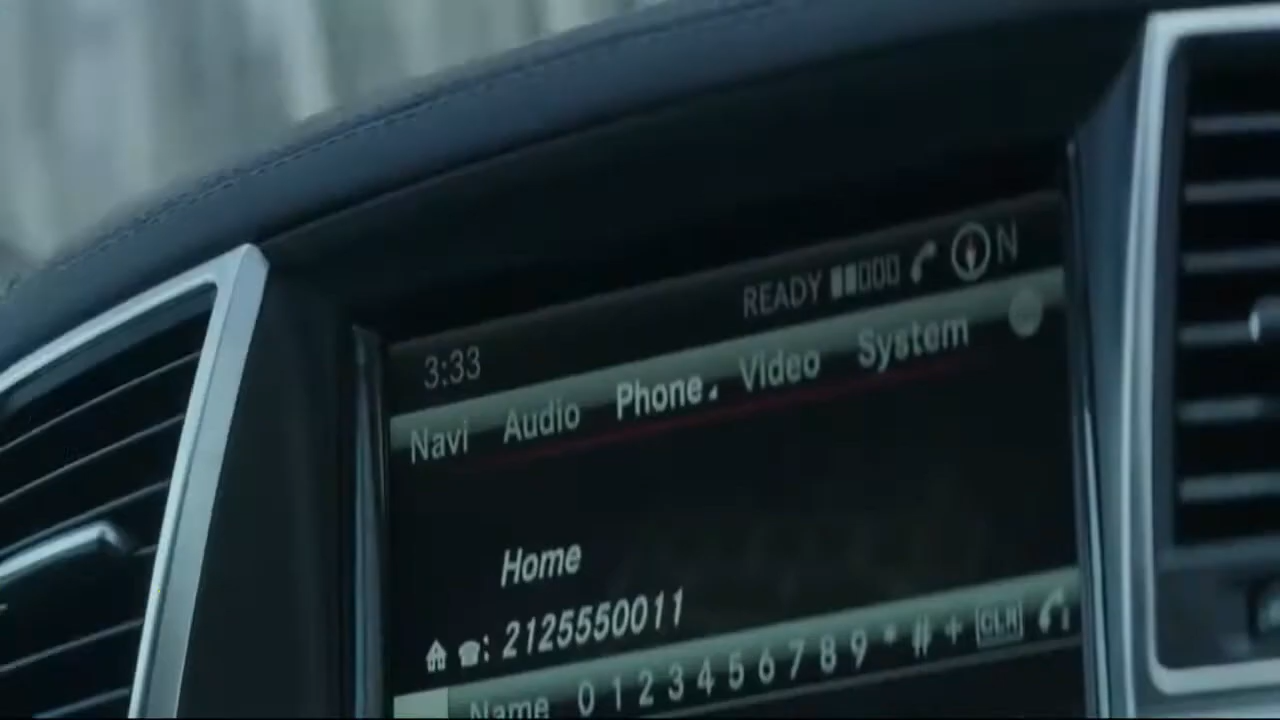 READY N
3:33
Navi Audio Phone Video System
Home
: 2125550011
Name 0 1 2 3 4 5 6 7 8 9 * # + CLR